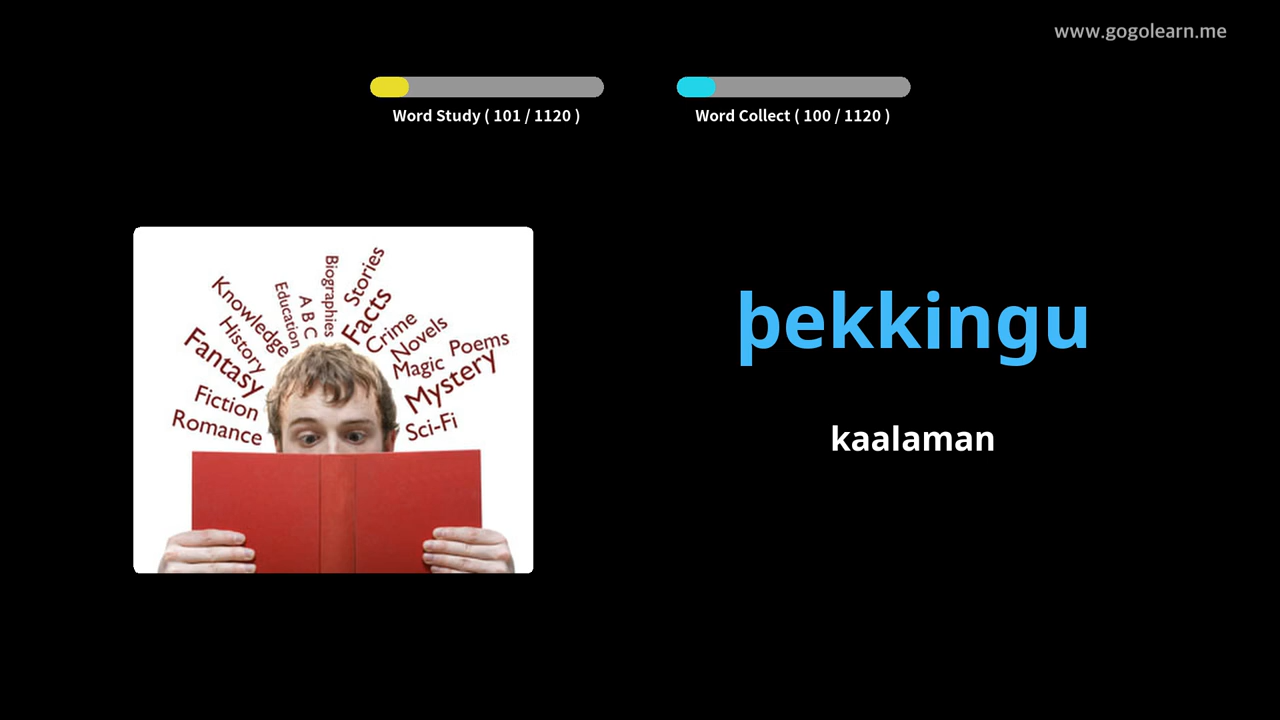 www.gogolearn.me
Word Study ( 101 / 1120 )
Word Collect ( 100 / 1120 )
Biographies
Stories
Knowledge
Education
A B C
Facts
Crime
History
Novels
Poems
Fantasy
Magic
Mystery
Fiction
Romance
Sci-Fi
þekkingu
kaalaman